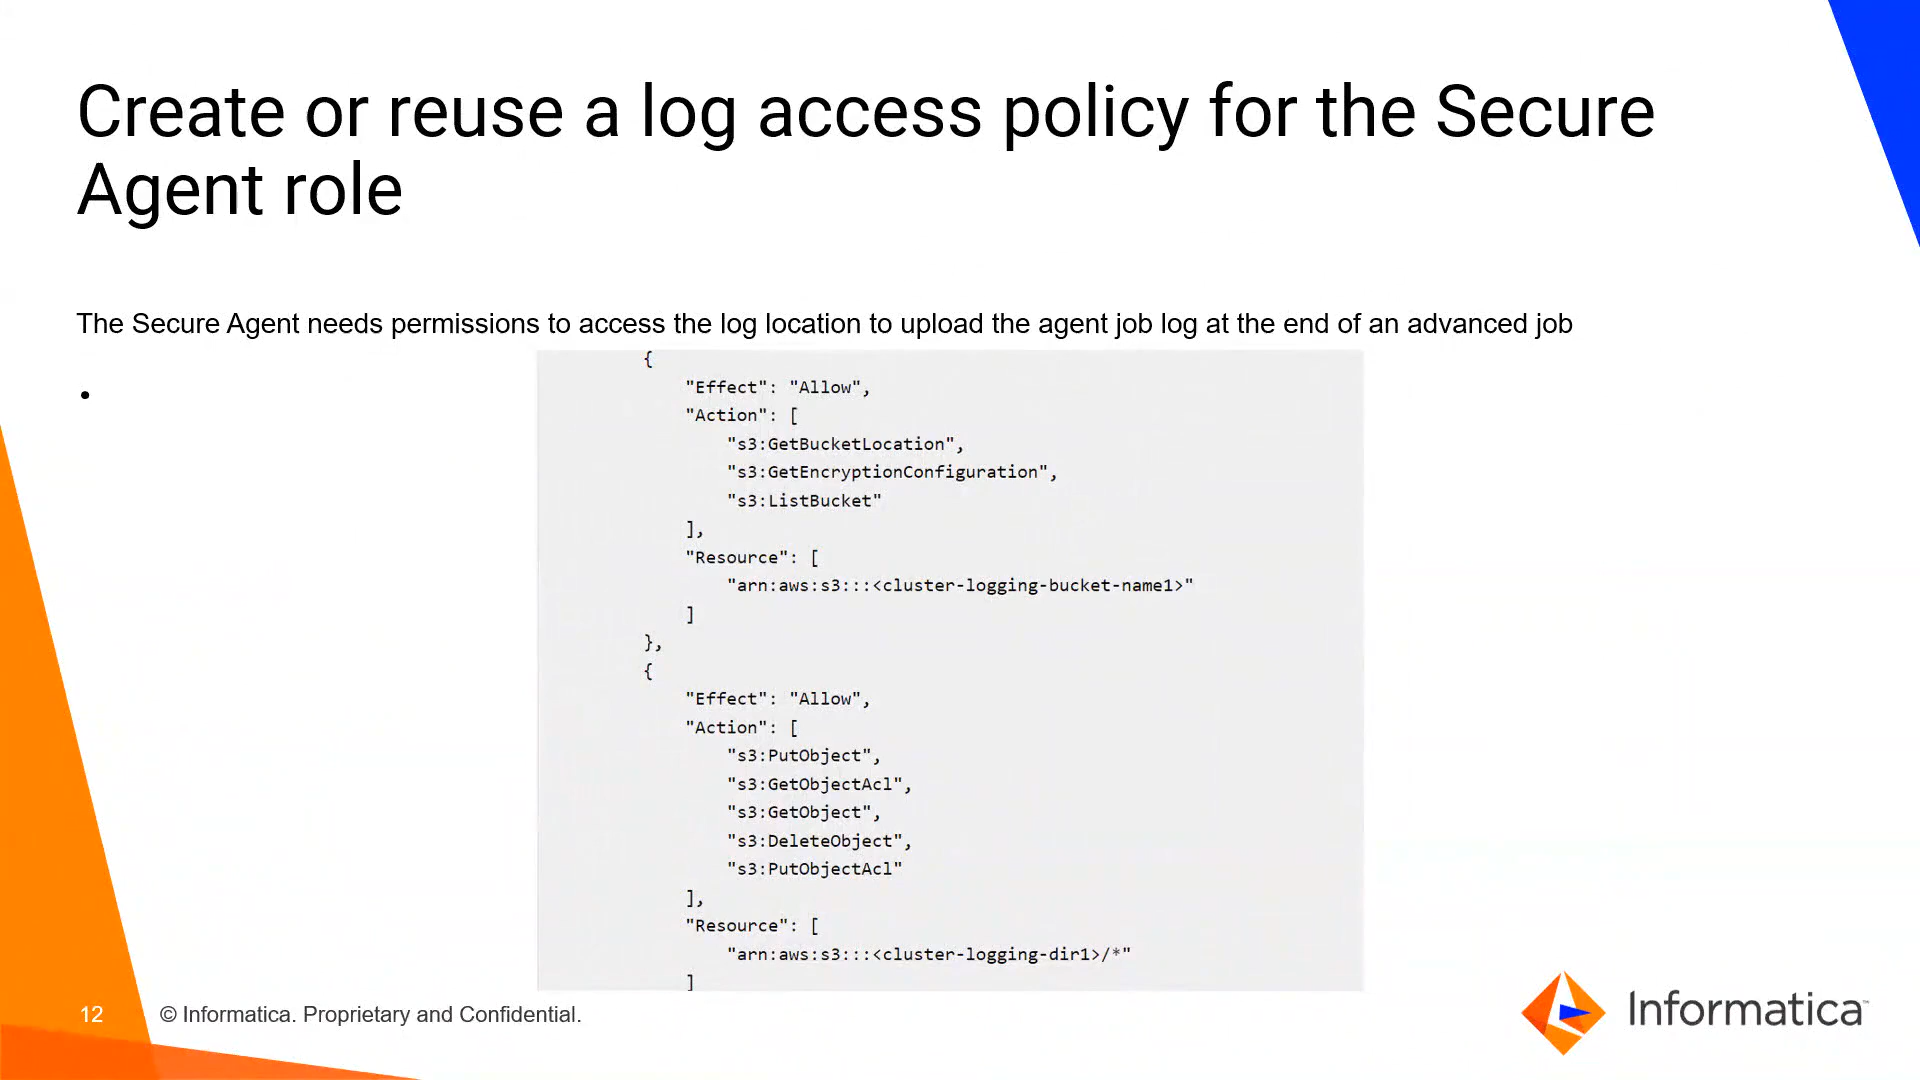 Create or reuse a log access policy for the Secure
Agent role
The Secure Agent needs permissions to access the log location to upload the agent job log at the end of an advanced job
•
{
"Effect": "Allow",
"Action": [
"s3:GetBucketLocation",
"s3:GetEncryptionConfiguration",
"s3:ListBucket"
],
"Resource": [
"arn:aws:s3:::<cluster-logging-bucket-name1>"
]
},
{
"Effect": "Allow",
"Action": [
"s3:PutObject",
"s3:GetObjectAcl",
"s3:GetObject",
"s3:DeleteObject",
"s3:PutObjectAcl"
],
"Resource": [
"arn:aws:s3:::<cluster-logging-dir1>/*"
]
12
© Informatica. Proprietary and Confidential.
Informatica™